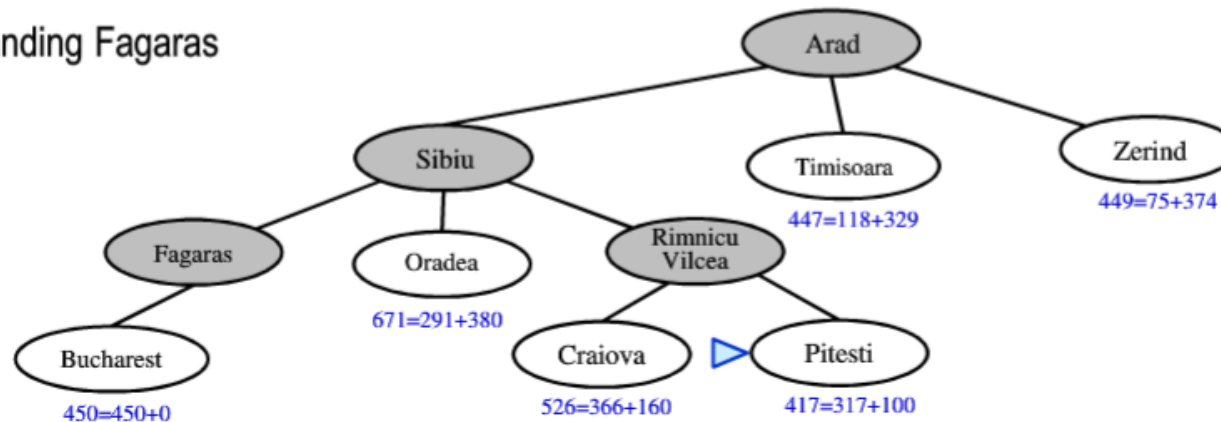 nding Fagaras
Arad
Sibiu
Timisoara
447=118+329
Zerind
449=75+374
Fagaras
Oradea
671=291+380
Rimnicu
Vilcea
Bucharest
450=450+0
Craiova
526=366+160
Pitesti
417=317+100